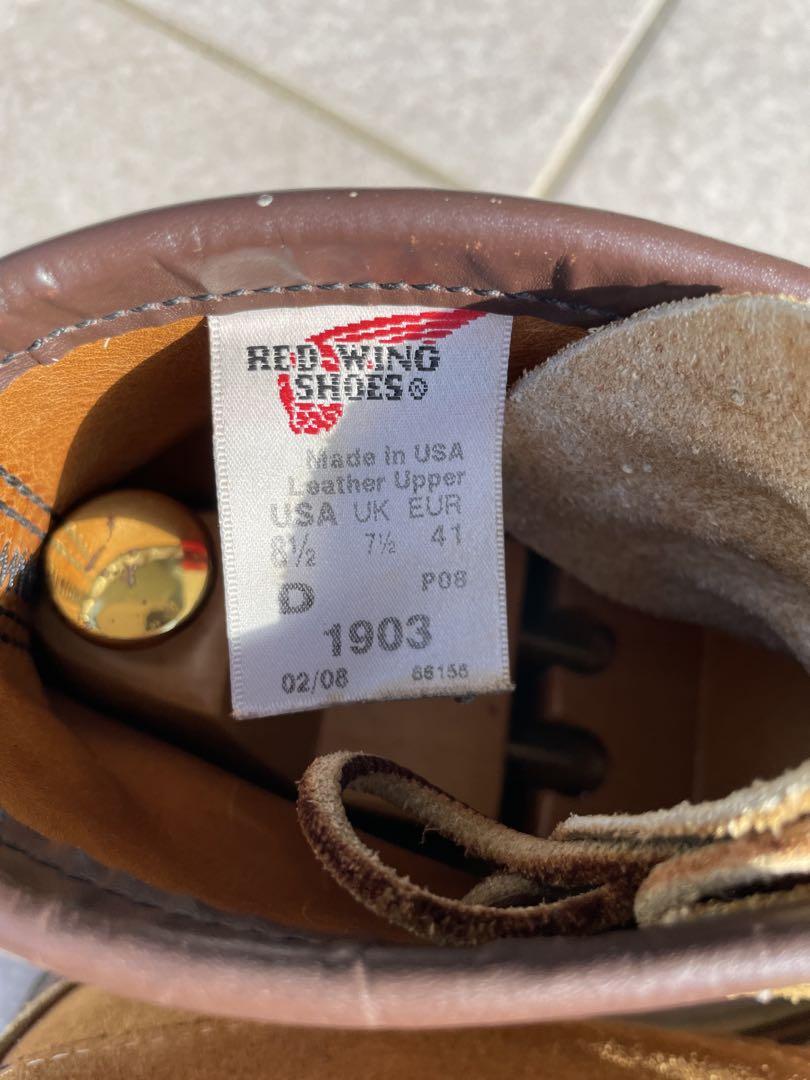 RED WING
SHOES®
Made in USA
Leather Upper
USA UK EUR
8½ 7½ 41
D P08
1903
02/08 66156